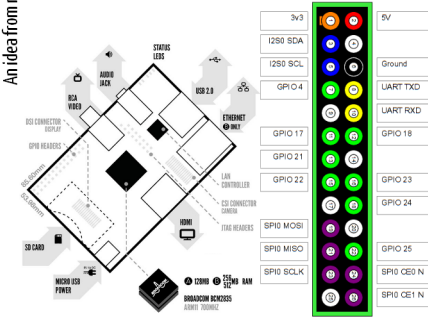 An idea from
STATUS
LEDS
AUDIO
JACK
RCA
VIDEO
USB 2.0
ETHERNET
B ONLY
DSI CONNECTOR
DISPLAY
GPIO HEADERS
85.60mm
53.98mm
LAN
CONTROLLER
CSI CONNECTOR
CAMERA
JTAG HEADERS
HDMI
SD CARD
MICRO USB
POWER
A 128MB B 256 RAM
BROADCOM BCM2835
ARM11 700MHZ
3v3
5V
I2S0 SDA
I2S0 SCL
Ground
GPIO 4
UART TXD
UART RXD
GPIO 17
GPIO 18
GPIO 21
GPIO 22
GPIO 23
GPIO 24
SPI0 MOSI
SPI0 MISO
GPIO 25
SPI0 SCLK
SPI0 CE0 N
SPI0 CE1 N